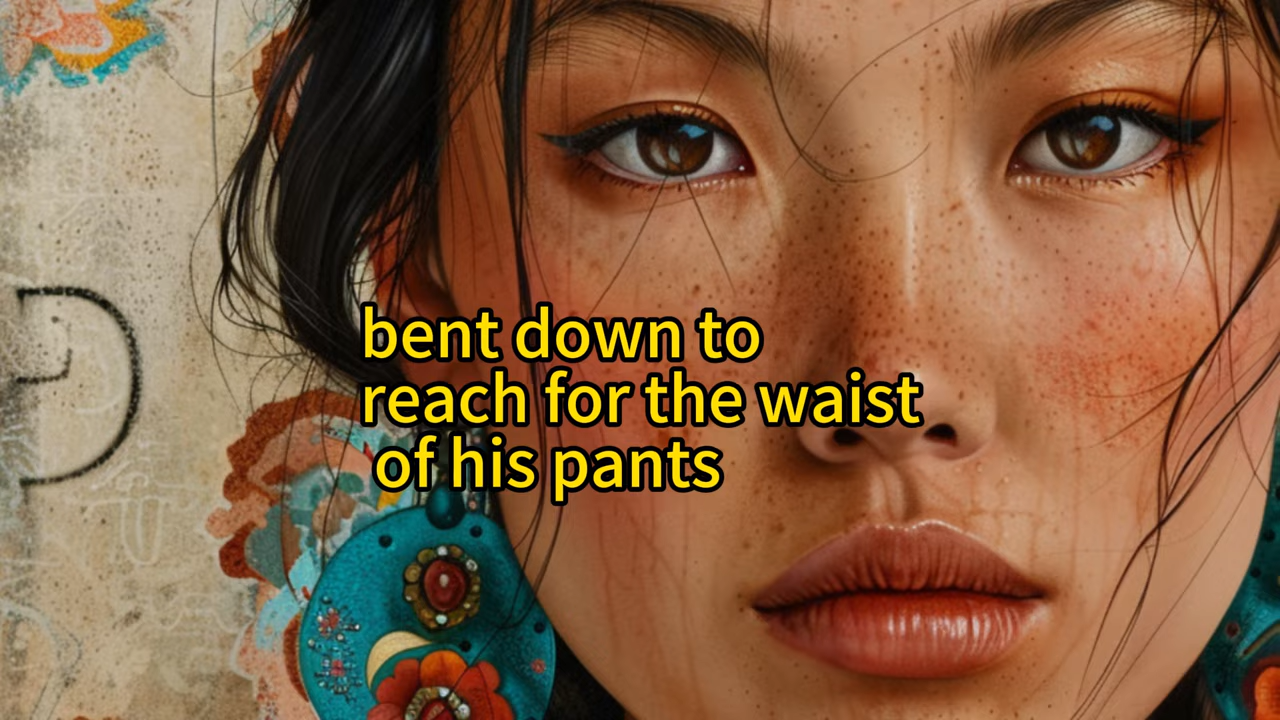 bent down to
reach for the waist
of his pants